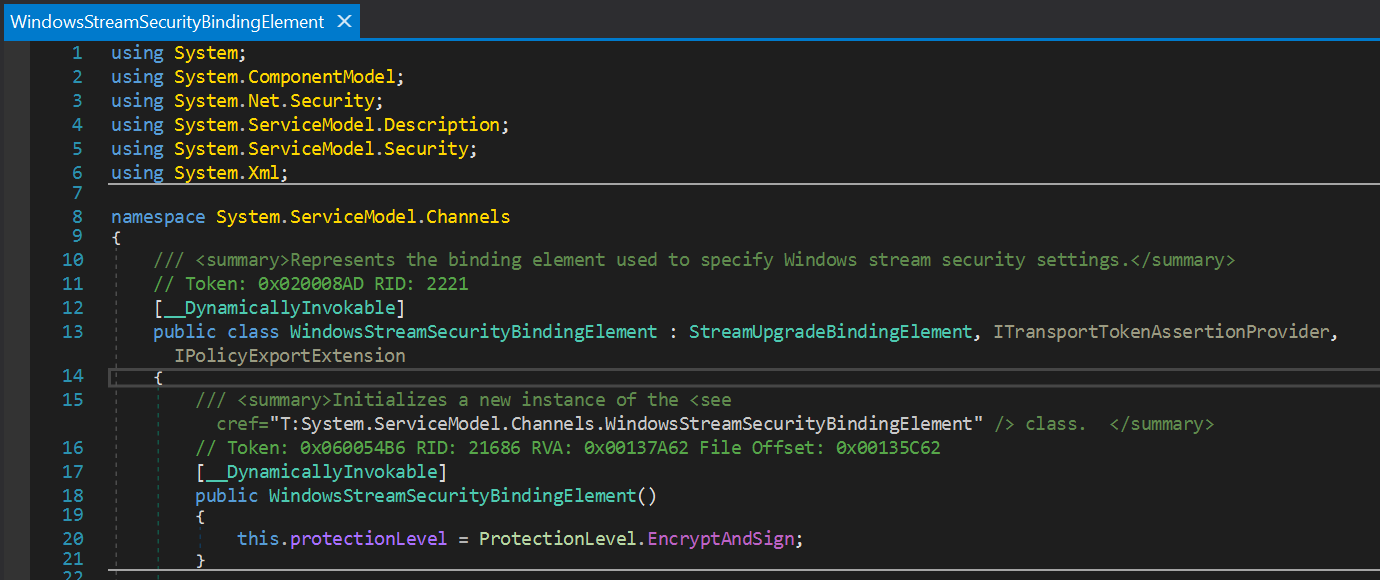 WindowsStreamSecurityBindingElement ✕
1 using System;
2 using System.ComponentModel;
3 using System.Net.Security;
4 using System.ServiceModel.Description;
5 using System.ServiceModel.Security;
6 using System.Xml;
7
8 namespace System.ServiceModel.Channels
9 {
10 /// <summary>Represents the binding element used to specify Windows stream security settings.</summary>
11 // Token: 0x020008AD RID: 2221
12 [__DynamicallyInvokable]
13 public class WindowsStreamSecurityBindingElement : StreamUpgradeBindingElement, ITransportTokenAssertionProvider,
IPolicyExportExtension
14 {
15 /// <summary>Initializes a new instance of the <see
cref="T:System.ServiceModel.Channels.WindowsStreamSecurityBindingElement" /> class.  </summary>
16 // Token: 0x060054B6 RID: 21686 RVA: 0x00137A62 File Offset: 0x00135C62
17 [__DynamicallyInvokable]
18 public WindowsStreamSecurityBindingElement()
19 {
20 this.protectionLevel = ProtectionLevel.EncryptAndSign;
21 }
22